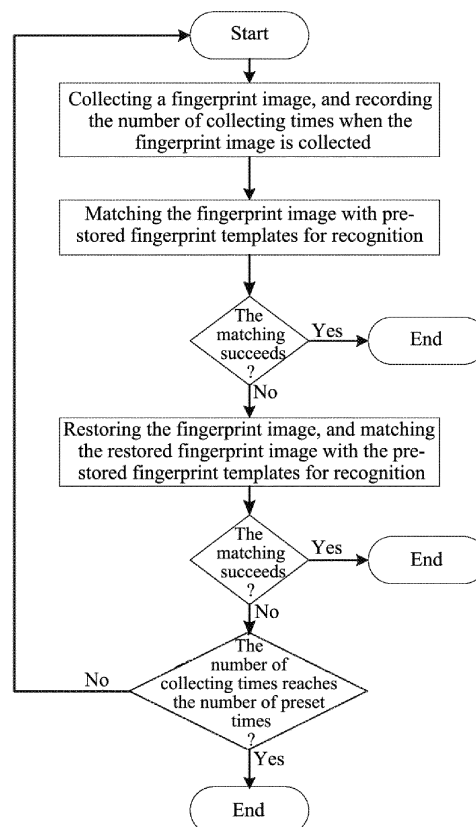 Start
Collecting a fingerprint image, and recording
the number of collecting times when the
fingerprint image is collected
Matching the fingerprint image with pre-
stored fingerprint templates for recognition
The
matching
succeeds
?
Yes
End
No
Restoring the fingerprint image, and matching
the restored fingerprint image with the pre-
stored fingerprint templates for recognition
The
matching
succeeds
?
Yes
End
No
The
number of
collecting times reaches
the number of preset
times
?
No
Yes
End